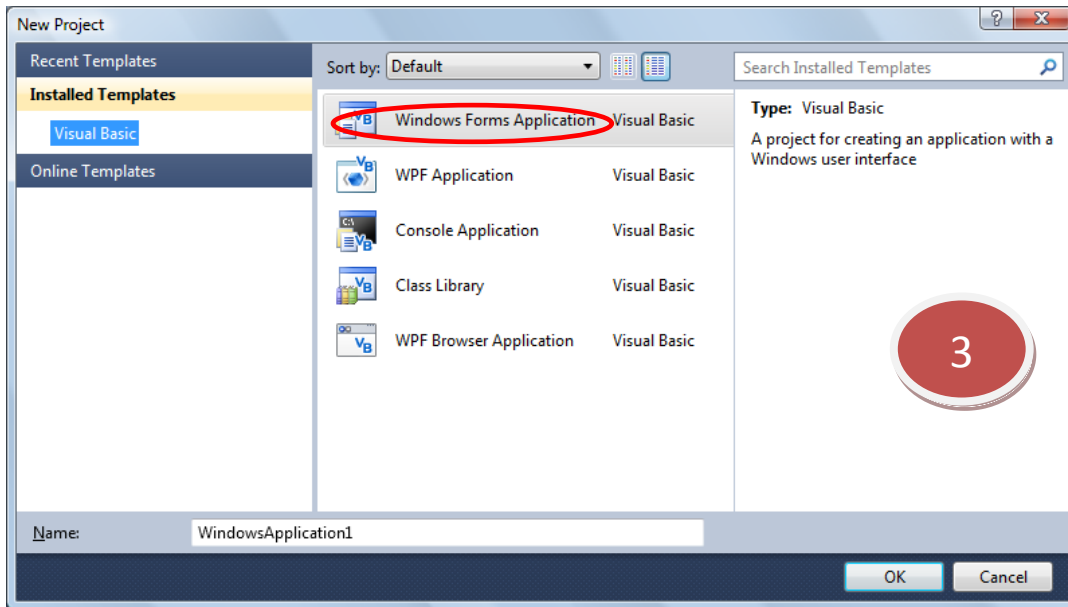 New Project
Recent Templates
Installed Templates
Visual Basic
Online Templates
Sort by: Default
Search Installed Templates
Windows Forms Application Visual Basic
WPF Application Visual Basic
Console Application Visual Basic
Class Library Visual Basic
WPF Browser Application Visual Basic
Type: Visual Basic
A project for creating an application with a
Windows user interface
3
Name: WindowsApplication1
OK Cancel